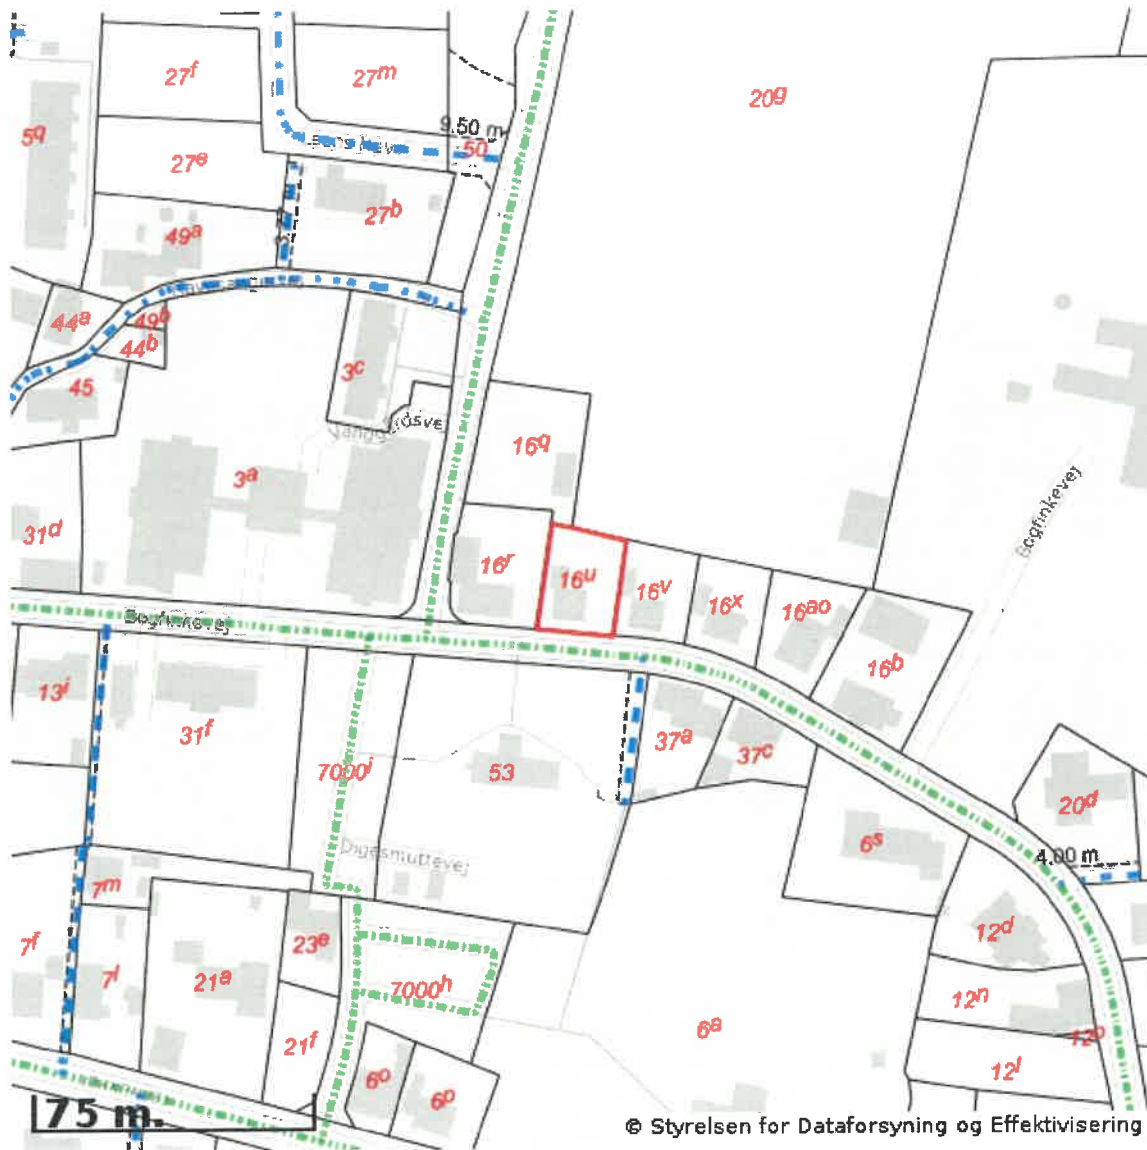 27f
27m
20g
5q
9.50 m
50
27e
27b
49a
44a
49b
44b
3c
45
16q
3a
Bogfinkevej
31d
16r
16u
16v
16x
16ao
Bogfinkevej
16b
13i
31f
37a
37c
7000i
53
20d
6s
Digesmuttevej
4.00 m
7m
12d
7f
23e
7l
21a
7000h
12n
6a
21f
12o
12l
6o
6p
75 m.
© Styrelsen for Dataforsyning og Effektivisering